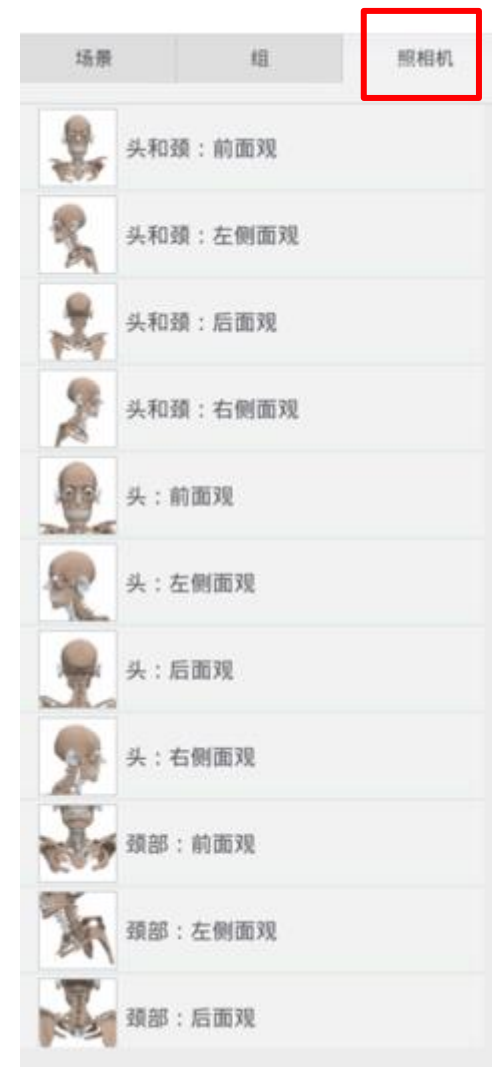 场景 组 照相机
头和颈：前面观
头和颈：左侧面观
头和颈：后面观
头和颈：右侧面观
头：前面观
头：左侧面观
头：后面观
头：右侧面观
颈部：前面观
颈部：左侧面观
颈部：后面观